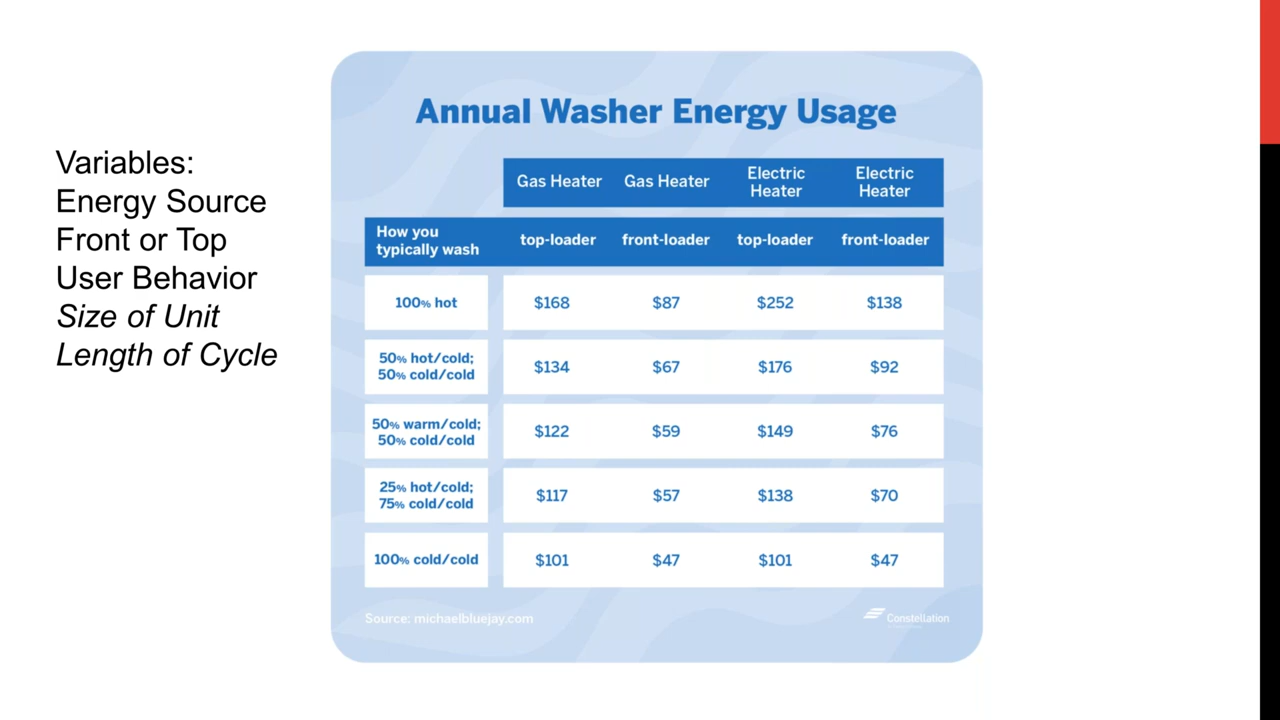 Variables:
Energy Source
Front or Top
User Behavior
Size of Unit
Length of Cycle
Annual Washer Energy Usage
Gas Heater Gas Heater Electric Heater Electric Heater
How you typically wash top-loader front-loader top-loader front-loader
100% hot $168 $87 $252 $138
50% hot/cold; 50% cold/cold $134 $67 $176 $92
50% warm/cold; 50% cold/cold $122 $59 $149 $76
25% hot/cold; 75% cold/cold $117 $57 $138 $70
100% cold/cold $101 $47 $101 $47
Source: michaelbluejay.com
Constellation